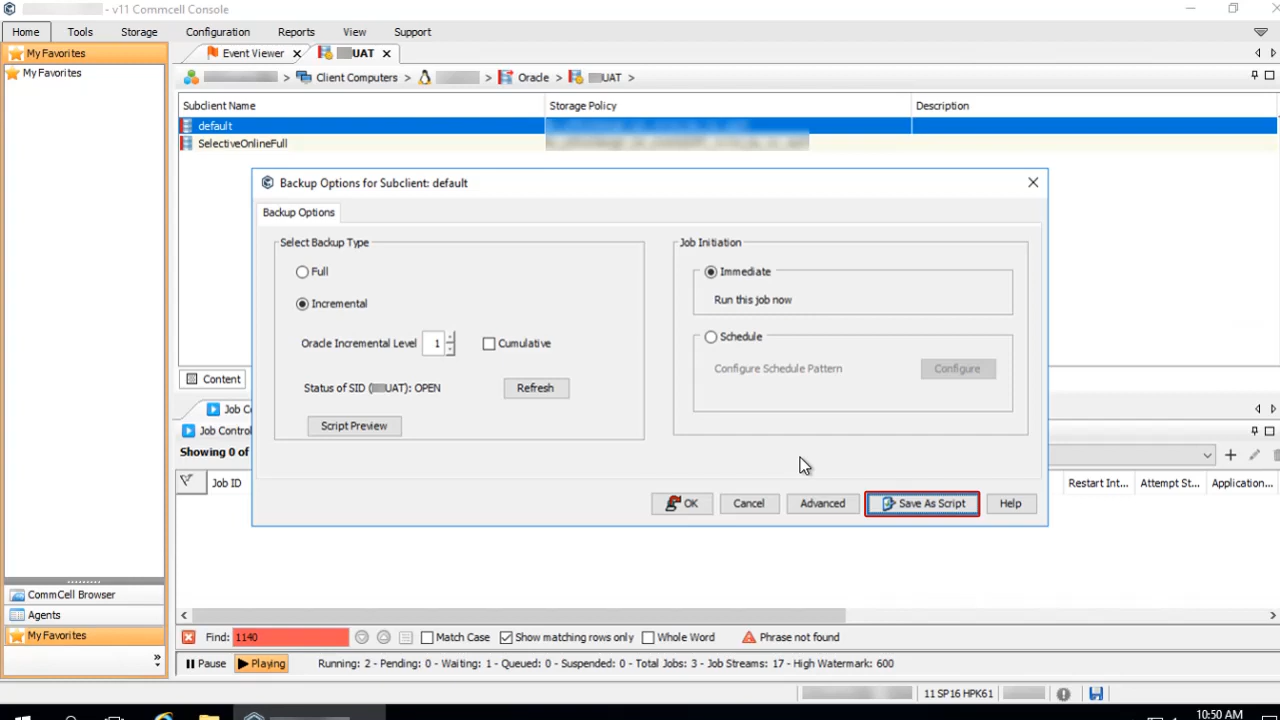 - v11 Commcell Console
Home Tools Storage Configuration Reports View Support
My Favorites
Event Viewer UAT
My Favorites
> Client Computers > > Oracle > UAT >
Subclient Name Storage Policy Description
default
SelectiveOnlineFull
Backup Options for Subclient: default
Backup Options
Select Backup Type Job Initiation
Full Immediate
Run this job now
Incremental
Schedule
Oracle Incremental Level 1 Cumulative
Configure Schedule Pattern Configure
Content
Status of SID ( UAT): OPEN Refresh
Job Co
Script Preview
Job Control
Showing 0 of
Job ID Restart Int... Attempt St... Application...
OK Cancel Advanced Save As Script Help
CommCell Browser
Agents
My Favorites
Find: 1140 Match Case Show matching rows only Whole Word Phrase not found
Pause Playing Running: 2 - Pending: 0 - Waiting: 1 - Queued: 0 - Suspended: 0 - Total Jobs: 3 - Job Streams: 17 - High Watermark: 600
11 SP16 HPK61
10:50 AM